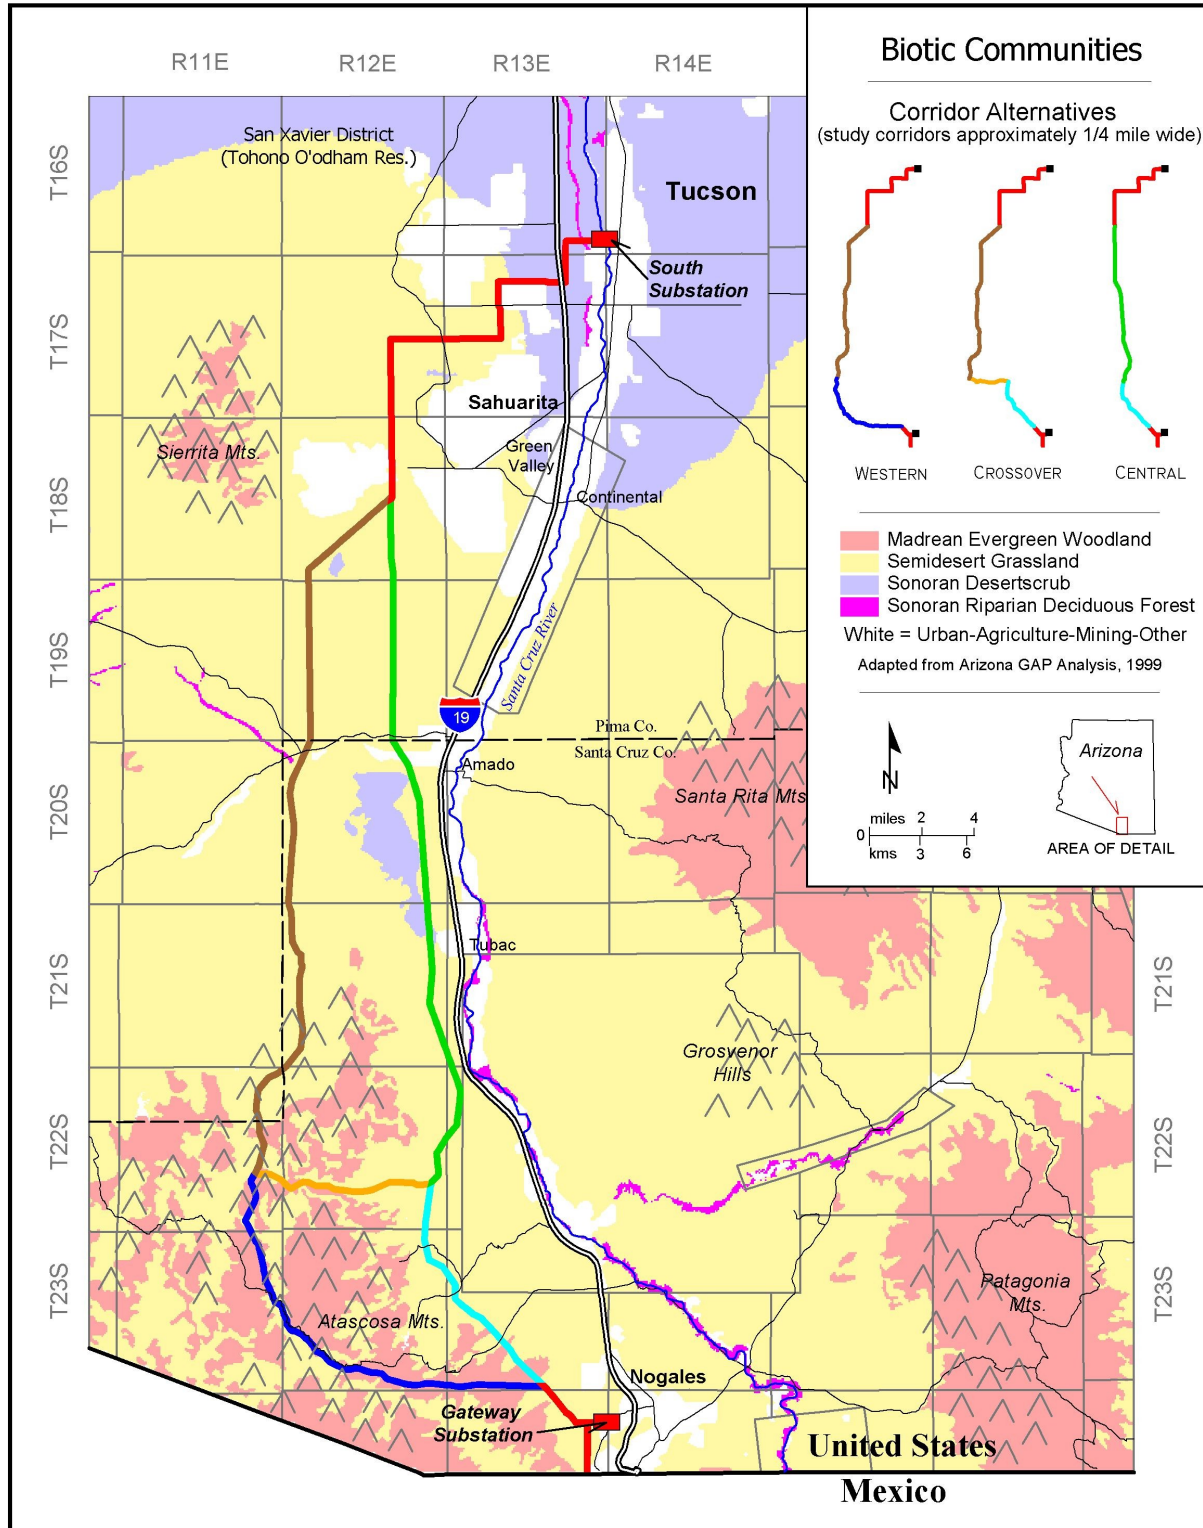 R11E
R12E
R13E
R14E
T16S
T17S
T18S
T19S
T20S
T21S
T22S
T23S
T21S
T22S
T23S
San Xavier District
(Tohono O'odham Res.)
Tucson
South
Substation
Sahuarita
Green
Valley
Continental
Sierrita Mts.
Santa Cruz River
19
Pima Co.
Santa Cruz Co.
Amado
Santa Rita Mts
Tubac
Grosvenor
Hills
Patagonia
Mts.
Atascosa Mts.
Nogales
Gateway
Substation
United States
Mexico
Biotic Communities
Corridor Alternatives
(study corridors approximately 1/4 mile wide)
WESTERN
CROSSOVER
CENTRAL
Madrean Evergreen Woodland
Semidesert Grassland
Sonoran Desertscrub
Sonoran Riparian Deciduous Forest
White = Urban-Agriculture-Mining-Other
Adapted from Arizona GAP Analysis, 1999
N
miles 2 4
0
kms 3 6
Arizona
AREA OF DETAIL